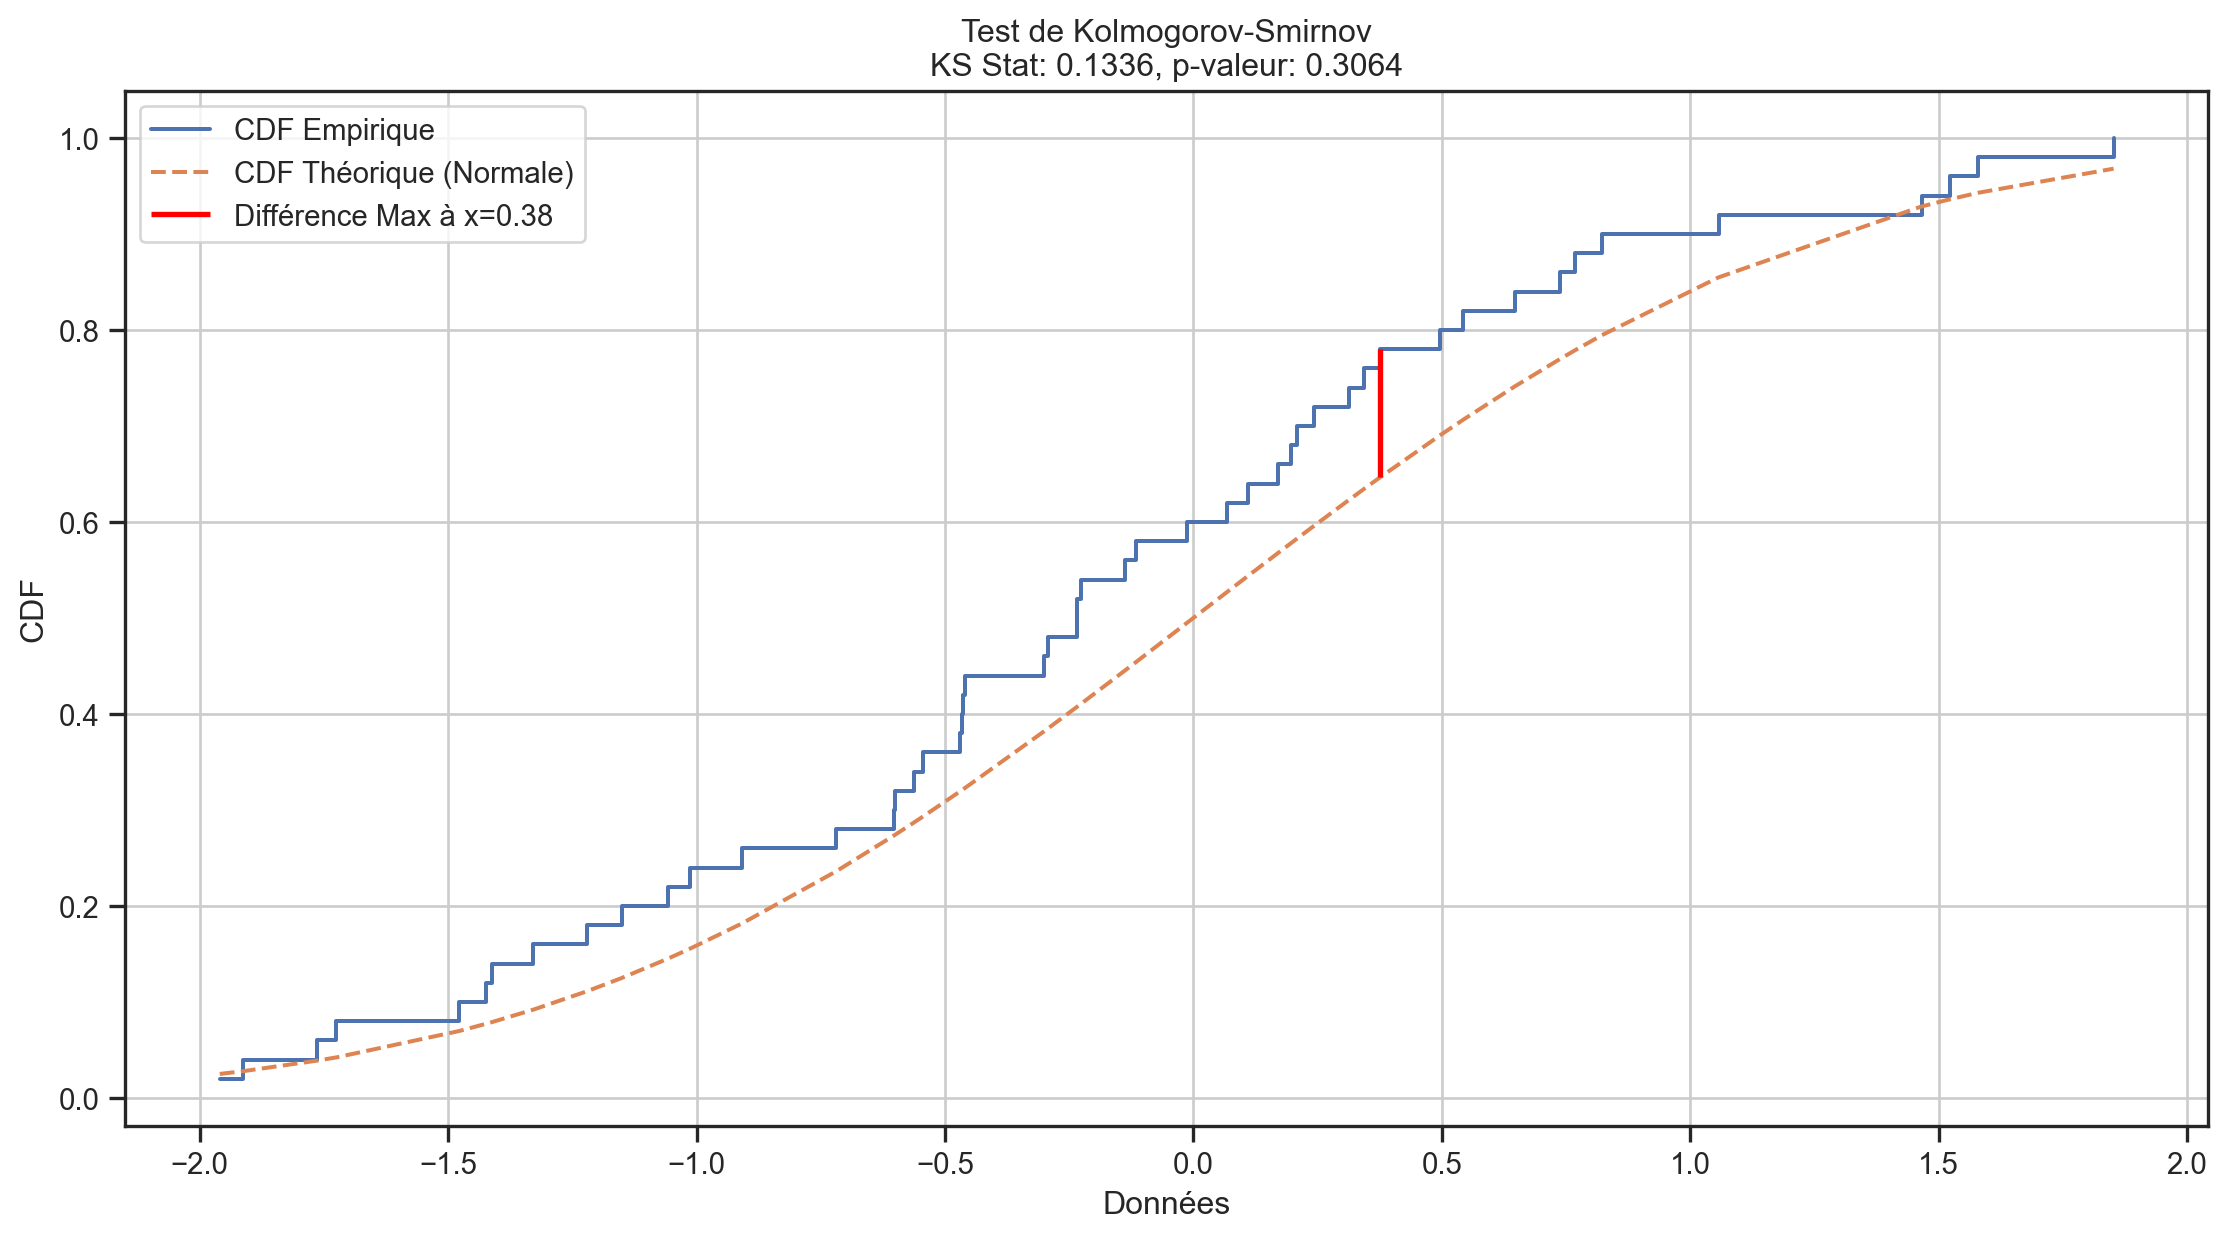 Test de Kolmogorov-Smirnov
KS Stat: 0.1336, p-valeur: 0.3064
CDF Empirique
CDF Théorique (Normale)
Différence Max à x=0.38
1.0
0.8
0.6
0.4
0.2
0.0
CDF
−2.0 −1.5 −1.0 −0.5 0.0 0.5 1.0 1.5 2.0
Données